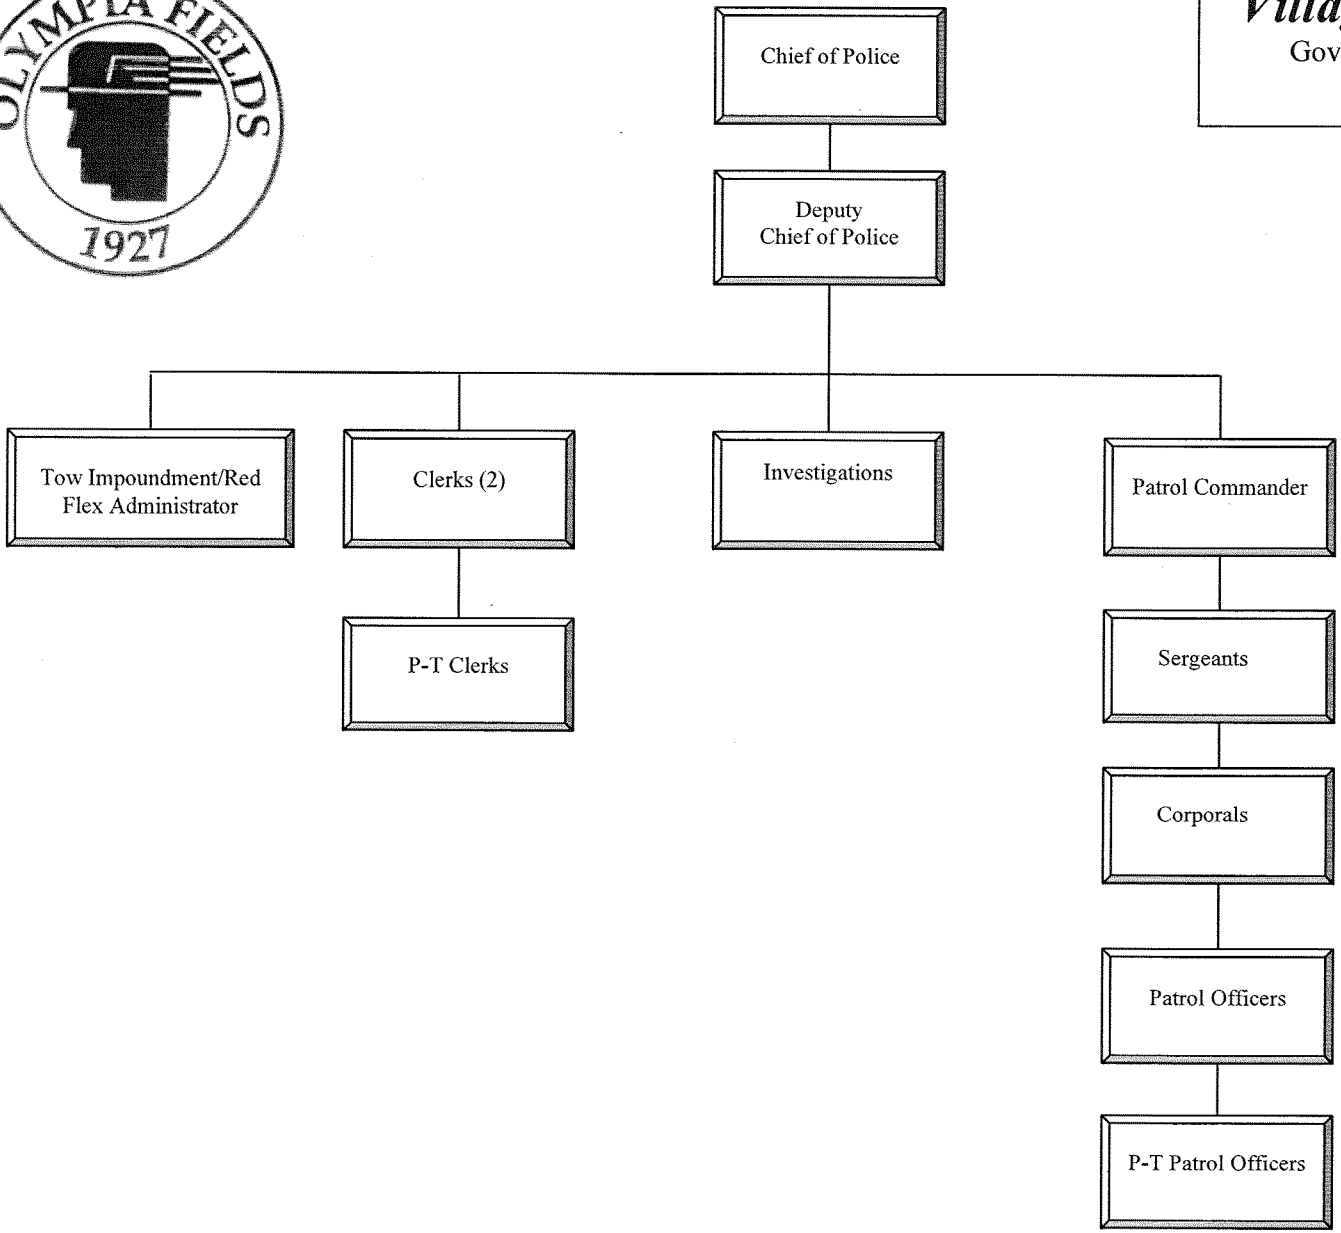 OLYMPIA FIELDS
1927
Chief of Police
Deputy
Chief of Police
Tow Impoundment/Red
Flex Administrator
Clerks (2)
Investigations
Patrol Commander
P-T Clerks
Sergeants
Corporals
Patrol Officers
P-T Patrol Officers